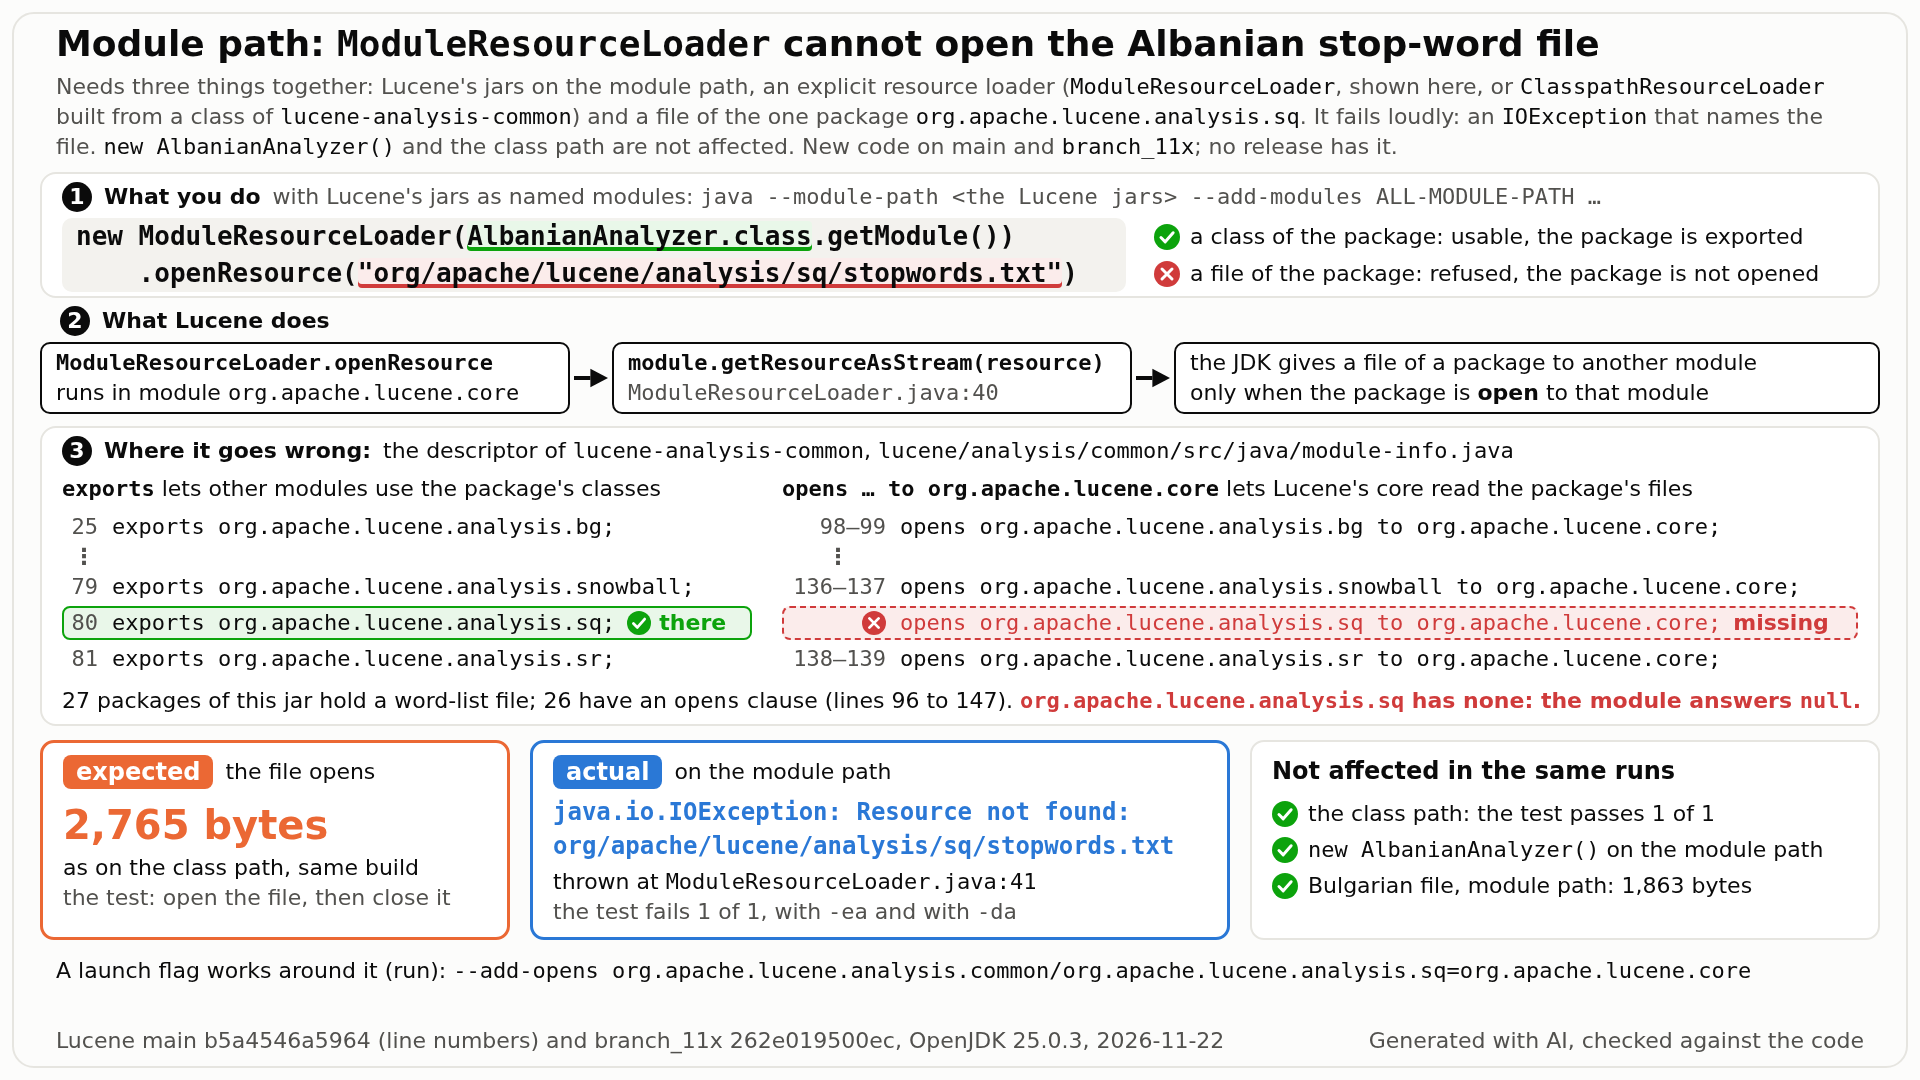 Module path: ModuleResourceLoader cannot open the Albanian stop-word file
Needs three things together: Lucene's jars on the module path, an explicit resource loader (ModuleResourceLoader, shown here, or ClasspathResourceLoader
built from a class of lucene-analysis-common) and a file of the one package org.apache.lucene.analysis.sq. It fails loudly: an IOException that names the
file. new AlbanianAnalyzer() and the class path are not affected. New code on main and branch_11x; no release has it.
1 What you do with Lucene's jars as named modules: java --module-path <the Lucene jars> --add-modules ALL-MODULE-PATH …
new ModuleResourceLoader(AlbanianAnalyzer.class.getModule())
.openResource("org/apache/lucene/analysis/sq/stopwords.txt")
a class of the package: usable, the package is exported
a file of the package: refused, the package is not opened
2 What Lucene does
ModuleResourceLoader.openResource
runs in module org.apache.lucene.core
module.getResourceAsStream(resource)
ModuleResourceLoader.java:40
the JDK gives a file of a package to another module
only when the package is open to that module
3 Where it goes wrong: the descriptor of lucene-analysis-common, lucene/analysis/common/src/java/module-info.java
exports lets other modules use the package's classes
25 exports org.apache.lucene.analysis.bg;
⋮
79 exports org.apache.lucene.analysis.snowball;
80 exports org.apache.lucene.analysis.sq; there
81 exports org.apache.lucene.analysis.sr;
opens … to org.apache.lucene.core lets Lucene's core read the package's files
98–99 opens org.apache.lucene.analysis.bg to org.apache.lucene.core;
⋮
136–137 opens org.apache.lucene.analysis.snowball to org.apache.lucene.core;
opens org.apache.lucene.analysis.sq to org.apache.lucene.core; missing
138–139 opens org.apache.lucene.analysis.sr to org.apache.lucene.core;
27 packages of this jar hold a word-list file; 26 have an opens clause (lines 96 to 147). org.apache.lucene.analysis.sq has none: the module answers null.
expected the file opens
2,765 bytes
as on the class path, same build
the test: open the file, then close it
actual on the module path
java.io.IOException: Resource not found:
org/apache/lucene/analysis/sq/stopwords.txt
thrown at ModuleResourceLoader.java:41
the test fails 1 of 1, with -ea and with -da
Not affected in the same runs
the class path: the test passes 1 of 1
new AlbanianAnalyzer() on the module path
Bulgarian file, module path: 1,863 bytes
A launch flag works around it (run): --add-opens org.apache.lucene.analysis.common/org.apache.lucene.analysis.sq=org.apache.lucene.core
Lucene main b5a4546a5964 (line numbers) and branch_11x 262e019500ec, OpenJDK 25.0.3, 2026-11-22
Generated with AI, checked against the code